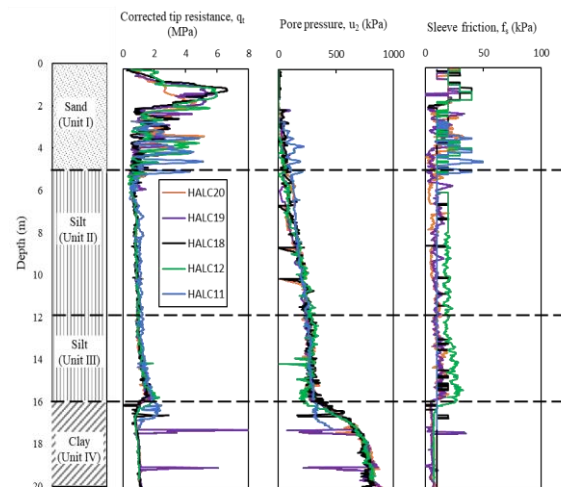 Corrected tip resistance, qt
(MPa)
Pore pressure, u2 (kPa)
Sleeve friction, fs (kPa)
0 2 4 6 8
0 500 1000
0 50 100
Depth (m)
0
2
4
6
8
10
12
14
16
18
20
Sand
(Unit I)
Silt
(Unit II)
Silt
(Unit III)
Clay
(Unit IV)
HALC20
HALC19
HALC18
HALC12
HALC11